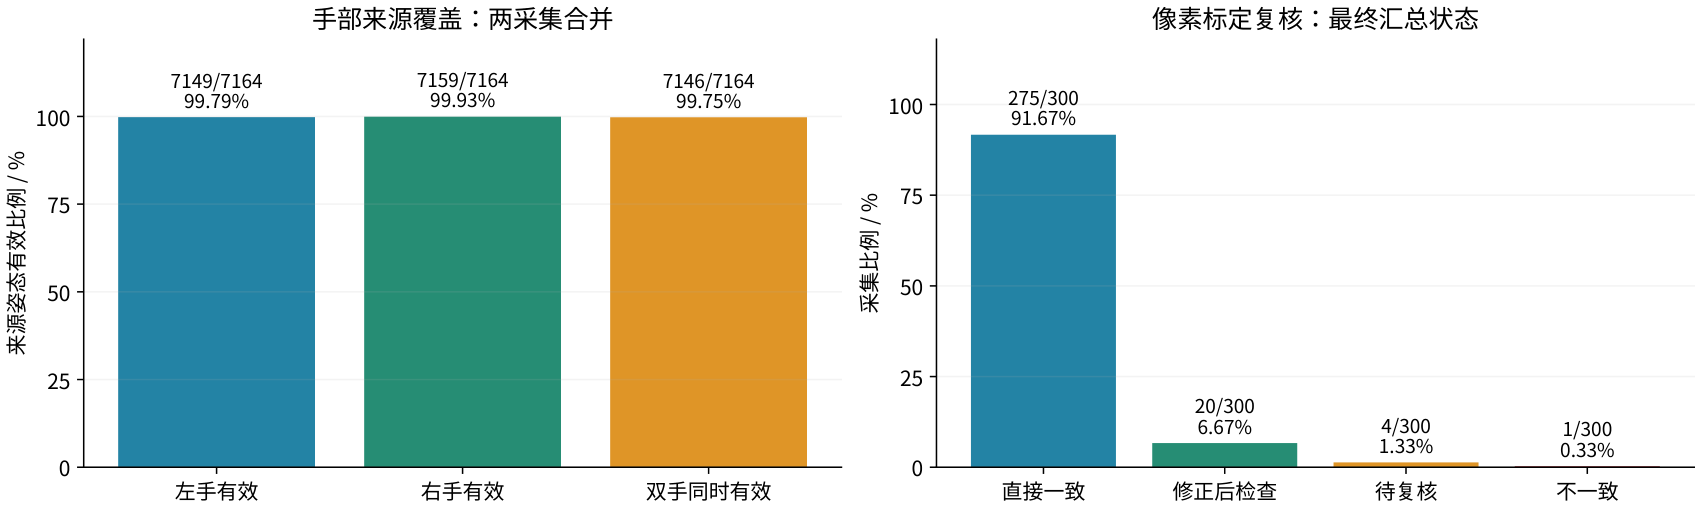 手部来源覆盖：两采集合并
来源姿态有效比例 / %
100
75
50
25
0
7149/7164
99.79%
7159/7164
99.93%
7146/7164
99.75%
左手有效
右手有效
双手同时有效
像素标定复核：最终汇总状态
采集比例 / %
100
75
50
25
0
275/300
91.67%
20/300
6.67%
4/300
1.33%
1/300
0.33%
直接一致
修正后检查
待复核
不一致